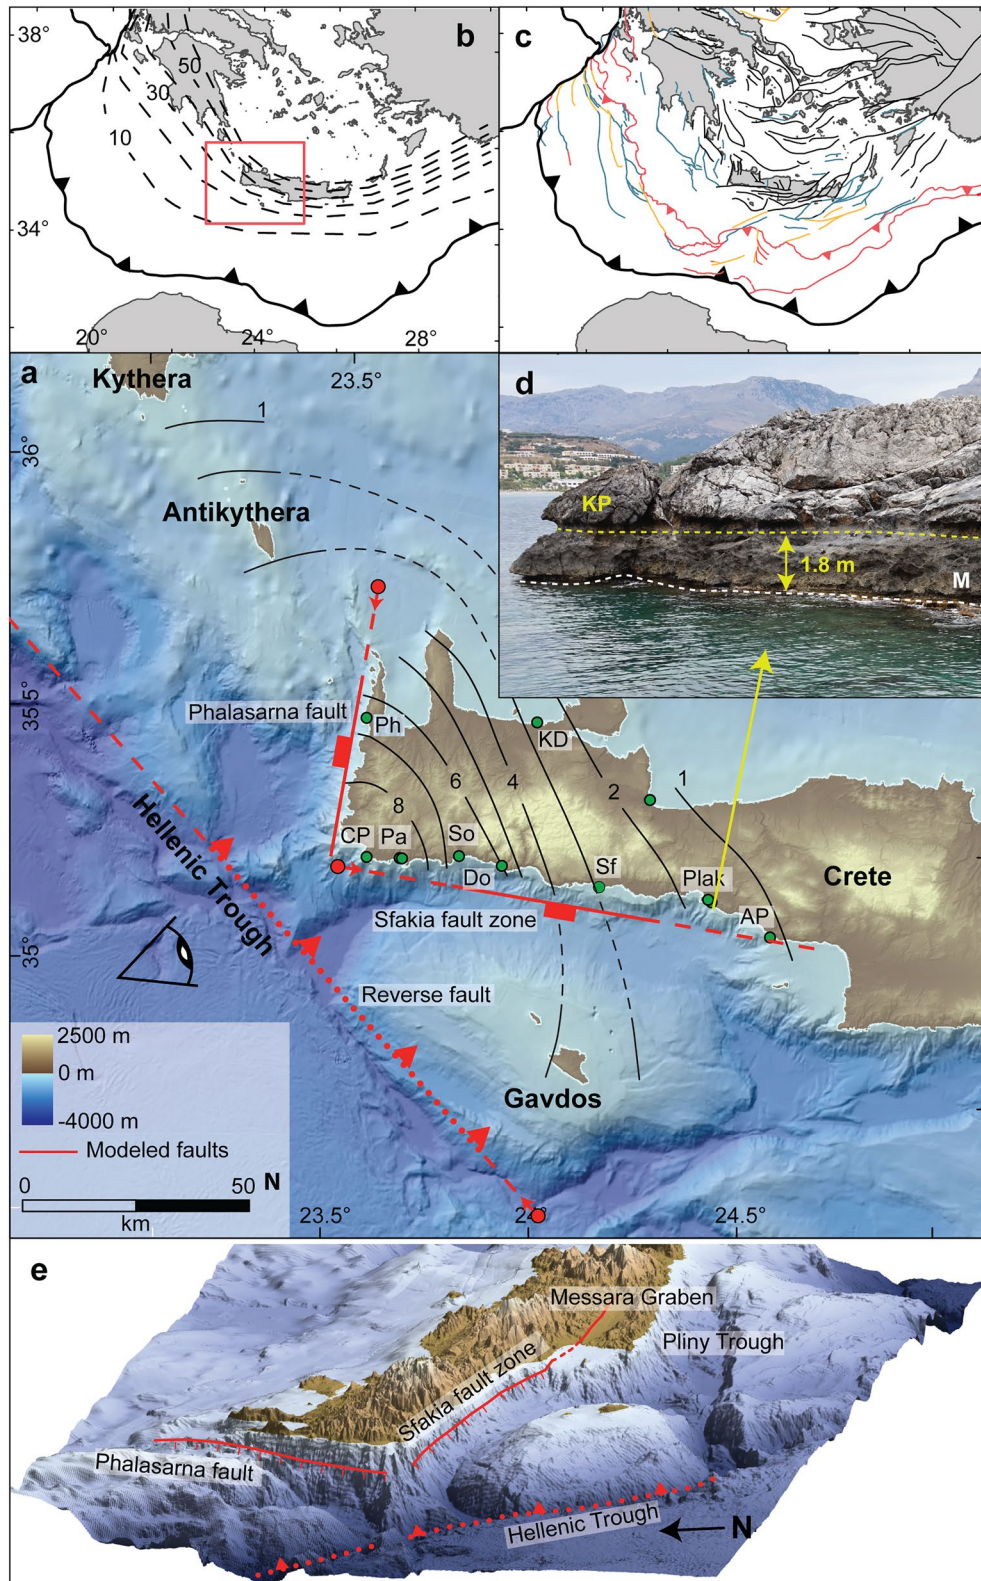 b
38°
50
30
10
34°
20°
24°
28°
c
a
Kythera
23.5°
1
36°
Antikythera
d
KP
1.8 m
M
35.5°
Phalasarna fault
Ph
KD
8
6
4
2
1
CP
Pa
So
Do
Sf
Plak
AP
Crete
Hellenic Trough
Sfakia fault zone
35°
Reverse fault
Gavdos
2500 m
0 m
-4000 m
Modeled faults
0
50
N
km
23.5°
24°
24.5°
e
Messara Graben
Pliny Trough
Sfakia fault zone
Phalasarna fault
Hellenic Trough
N